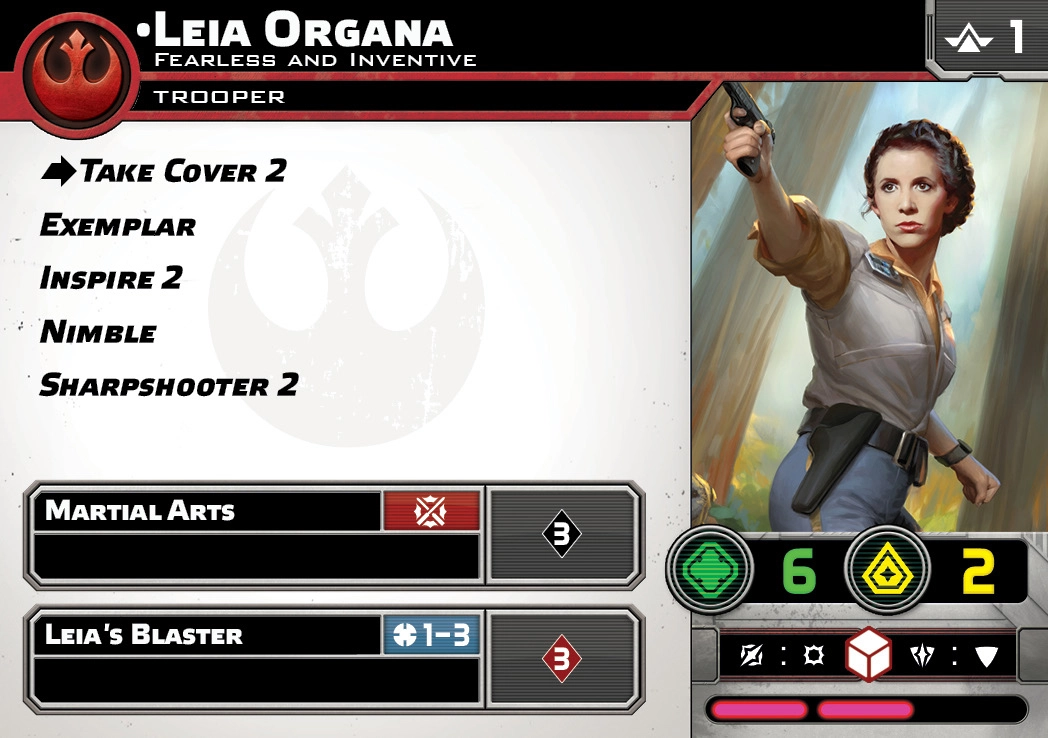 •Leia Organa
Fearless and Inventive
1
Trooper
Take Cover 2
Exemplar
Inspire 2
Nimble
Sharpshooter 2
Martial Arts
3
Leia's Blaster
1–3
3
6
2
:
: